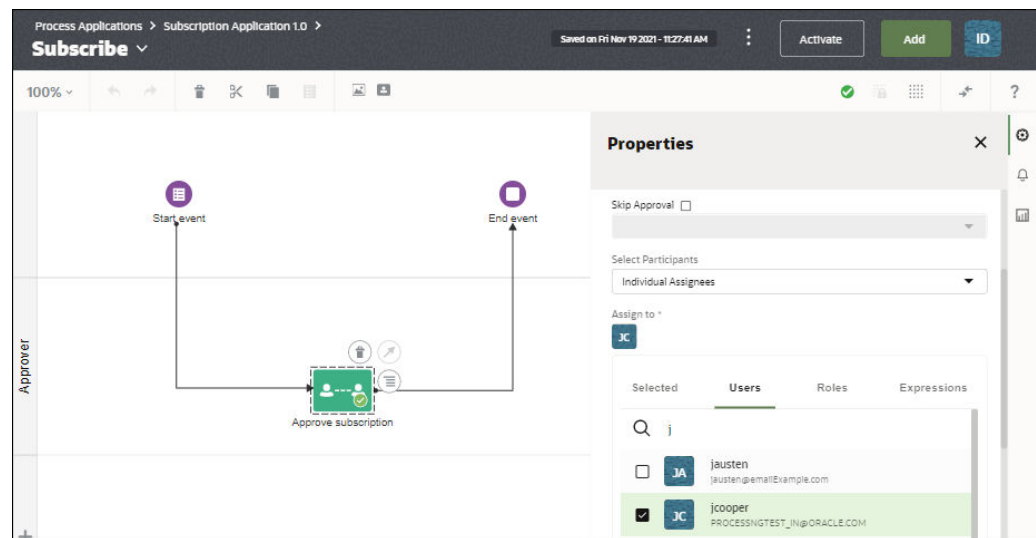 Process Applications > Subscription Application 1.0 >
Subscribe
Saved on Fri Nov 19 2021 - 11:27:41 AM
Activate
Add
ID
100%
?
Properties
Start event
End event
Skip Approval
Select Participants
Individual Assignees
Assign to *
JC
Approver
Approve subscription
Selected Users Roles Expressions
j
JA
jausten
jausten@emailExample.com
JC
jcooper
PROCESSNGTEST_IN@ORACLE.COM